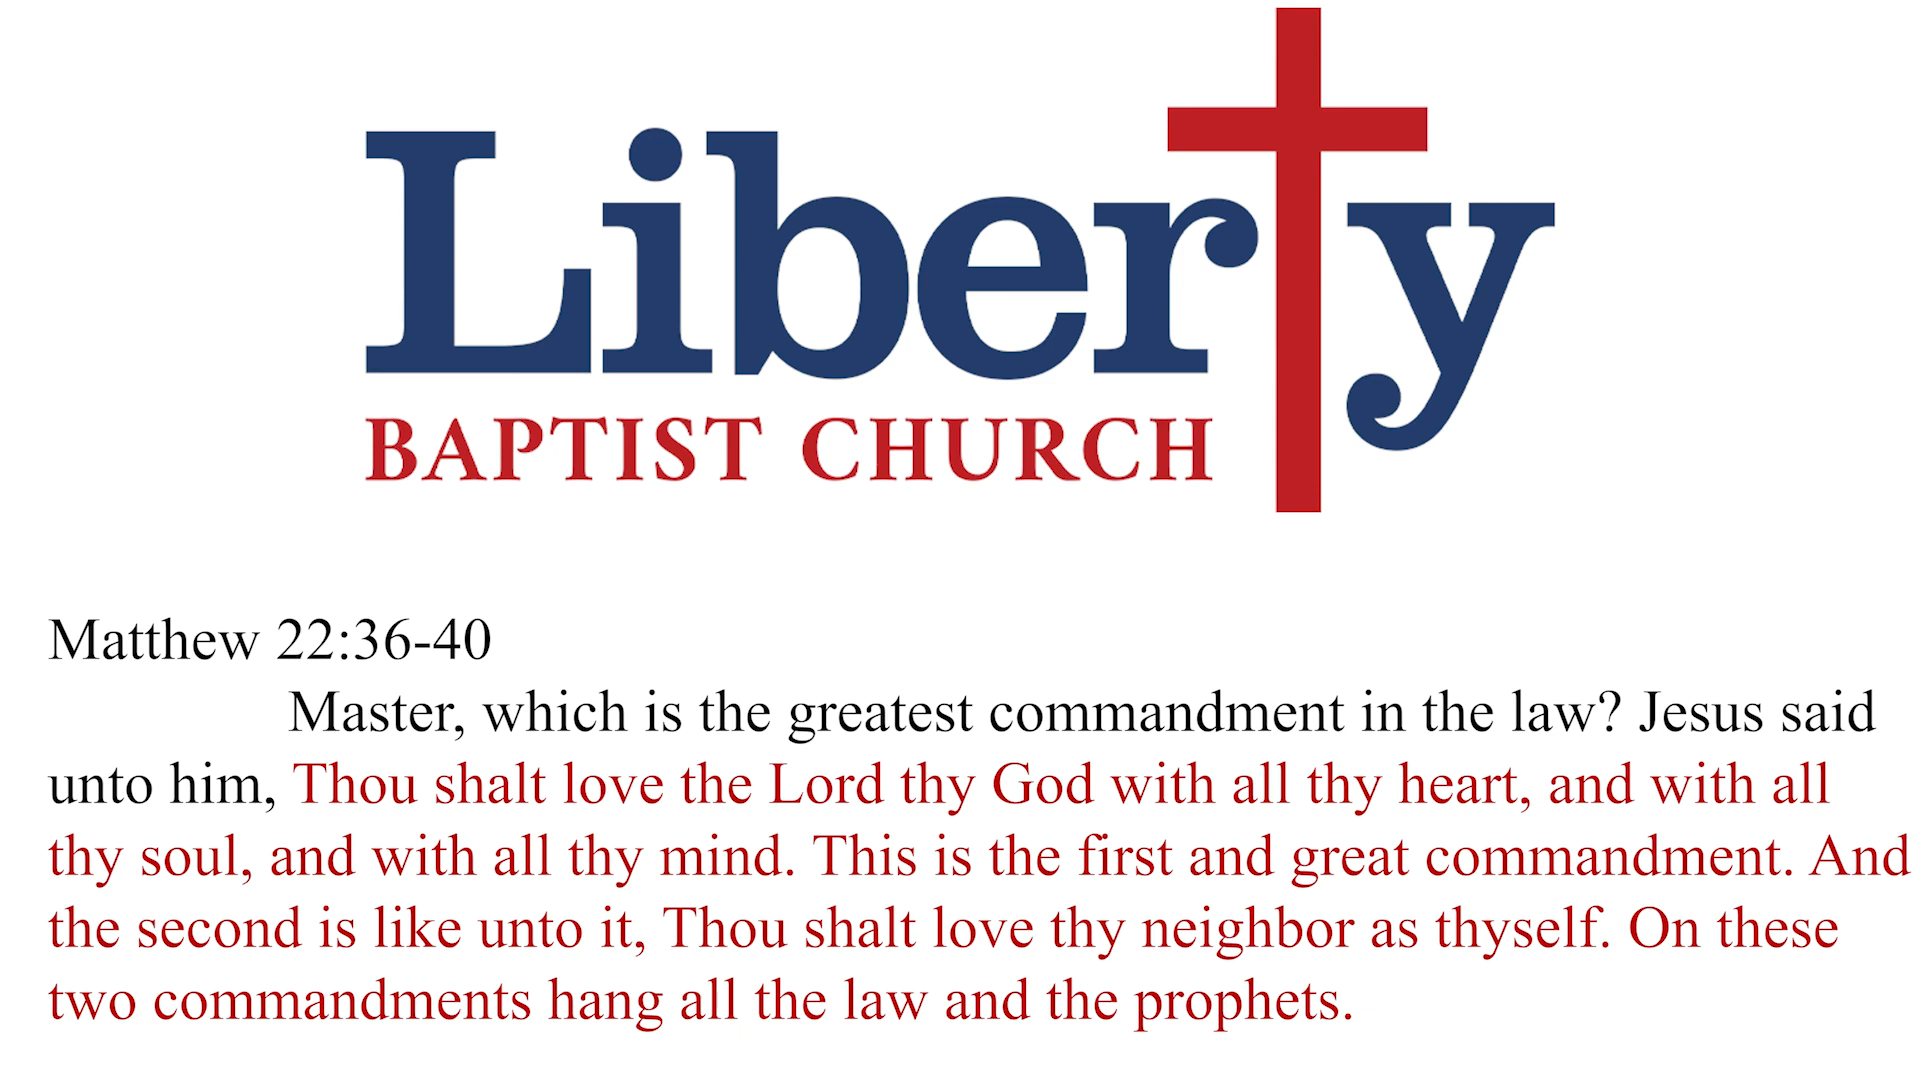 Liberty
BAPTIST CHURCH
Matthew 22:36-40
Master, which is the greatest commandment in the law? Jesus said
unto him, Thou shalt love the Lord thy God with all thy heart, and with all
thy soul, and with all thy mind. This is the first and great commandment. And
the second is like unto it, Thou shalt love thy neighbor as thyself. On these
two commandments hang all the law and the prophets.